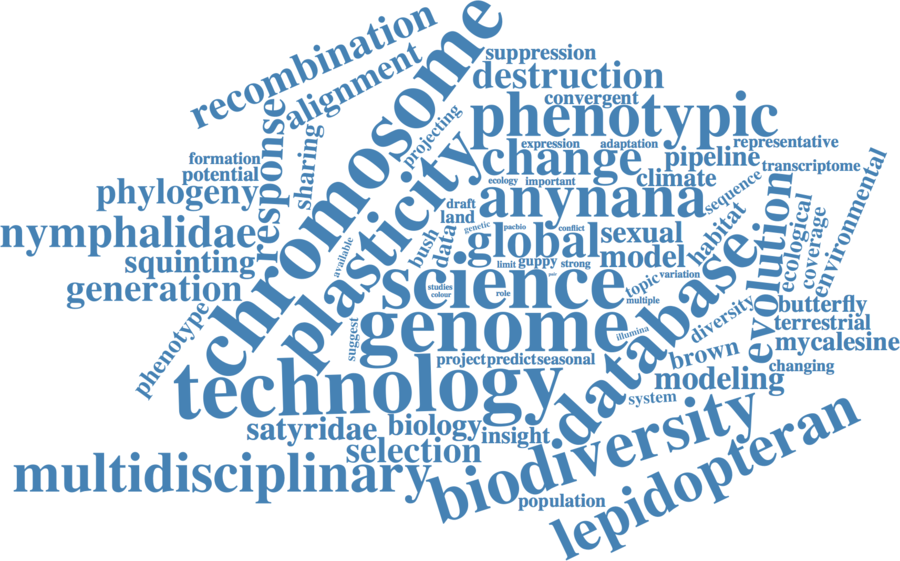 recombination
suppression
alignment
chromosome
destruction
convergent
phenotypic
projecting
expression
adaptation
representative
response
sharing
formation
potential
change
pipeline
transcriptome
phylogeny
plasticity
ecology
important
climate
sequence
environmental
anynana
draft
land
genetic
pacbio
conflict
nymphalidae
bush
data
global
sexual
habitat
evolution
ecological
coverage
squinting
available
limit
guppy
strong
model
generation
science
studies
colour
role
pair
topic
variation
multiple
phenotype
suggest
genome
illumina
database
diversity
butterfly
terrestrial
mycalesine
project
predict
seasonal
brown
changing
technology
modeling
system
satyridae
biology
insight
selection
multidisciplinary
biodiversity
population
lepidopteran